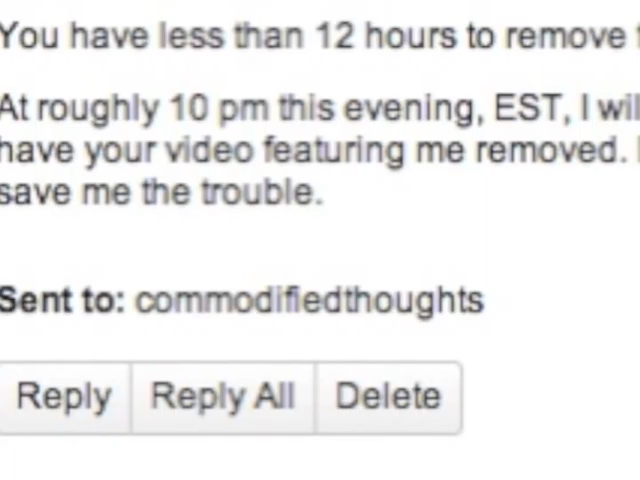 You have less than 12 hours to remove
At roughly 10 pm this evening, EST, I will
have your video featuring me removed.
save me the trouble.
Sent to: commodifiedthoughts
Reply Reply All Delete